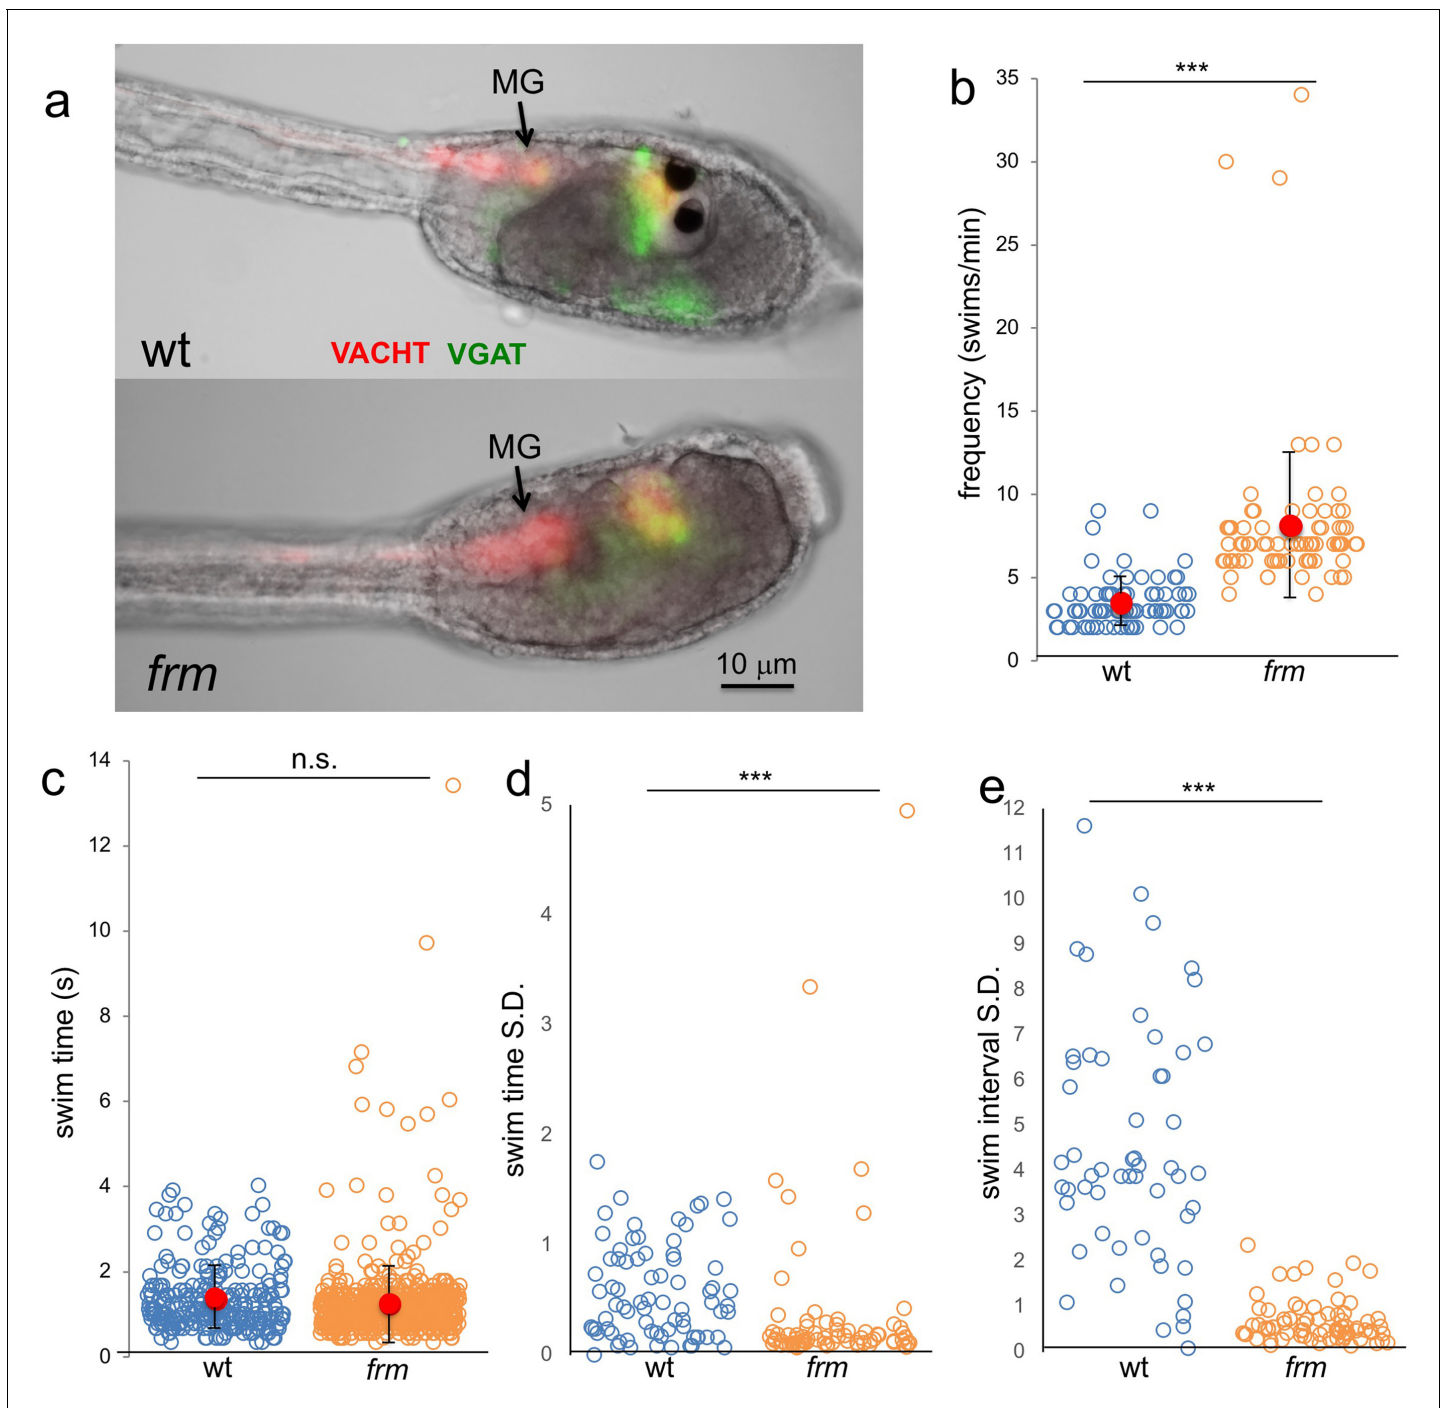 a
MG
wt
VACHT VGAT
MG
frm
10 μm
b
***
frequency (swims/min)
35
30
25
20
15
10
5
0
wt frm
c
n.s.
swim time (s)
14
12
10
8
6
4
2
0
wt frm
d
***
swim time S.D.
5
4
3
2
1
0
wt frm
e
***
swim interval S.D.
12
11
10
9
8
7
6
5
4
3
2
1
0
wt frm